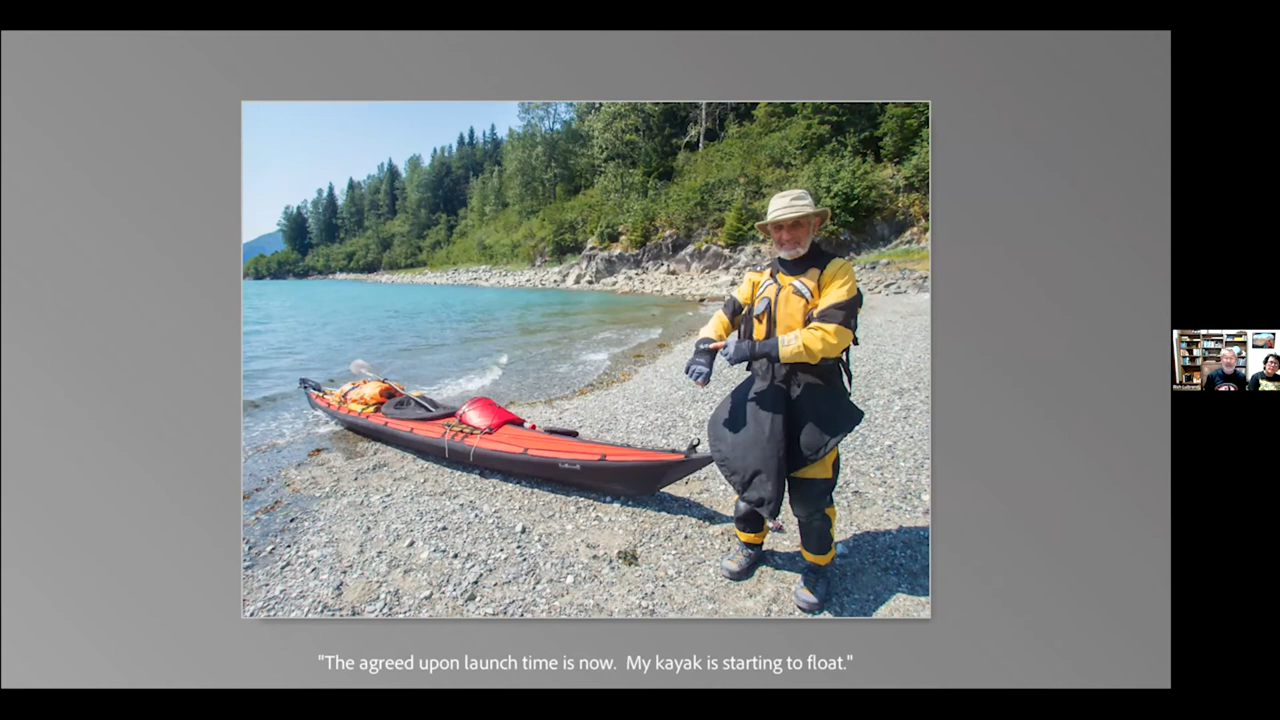 "The agreed upon launch time is now.  My kayak is starting to float."